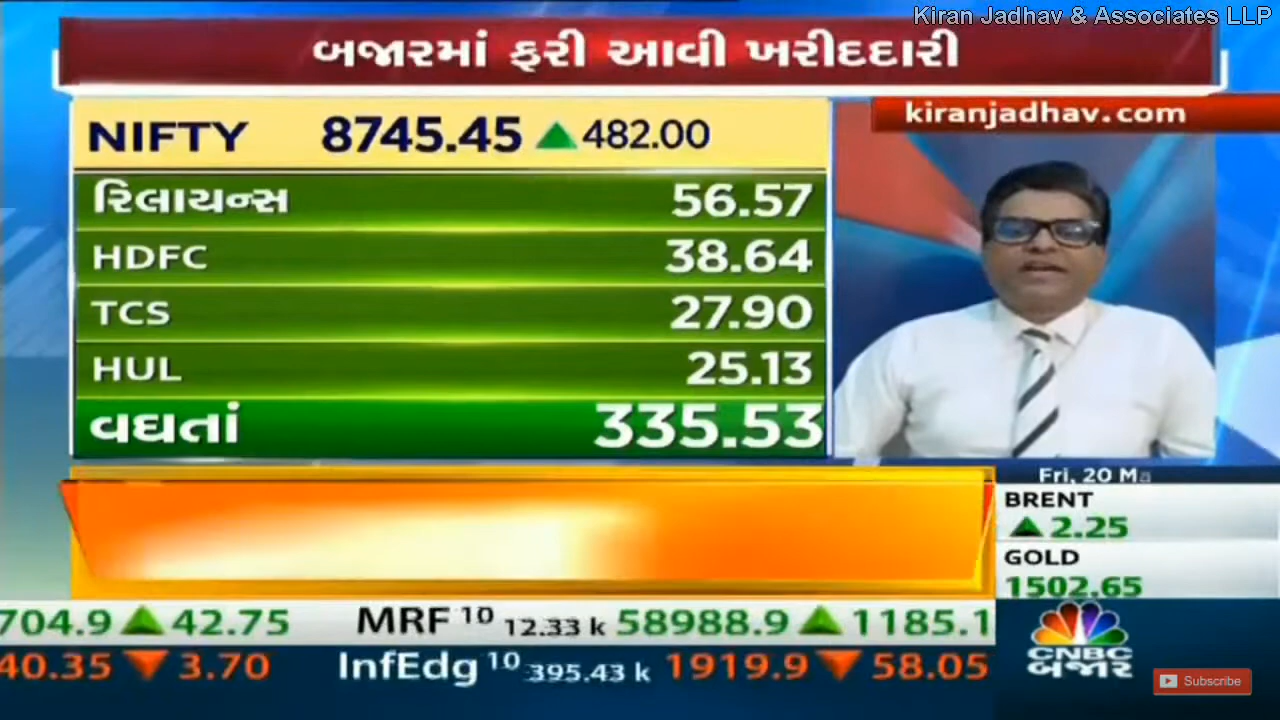 Kiran Jadhav & Associates LLP
બજારમાં ફરી આવી ખરીદદારી
kiranjadhav.com
NIFTY 8745.45 ▲ 482.00
રિલાયન્સ 56.57
HDFC 38.64
TCS 27.90
HUL 25.13
વધતાં 335.53
Fri, 20 Ma
BRENT
▲ 2.25
GOLD
1502.65
704.9 ▲ 42.75 MRF 10 12.33 k 58988.9 ▲ 1185.1
40.35 ▼ 3.70 InfEdg 10 395.43 k 1919.9 ▼ 58.05
CNBC
બજાર
Subscribe